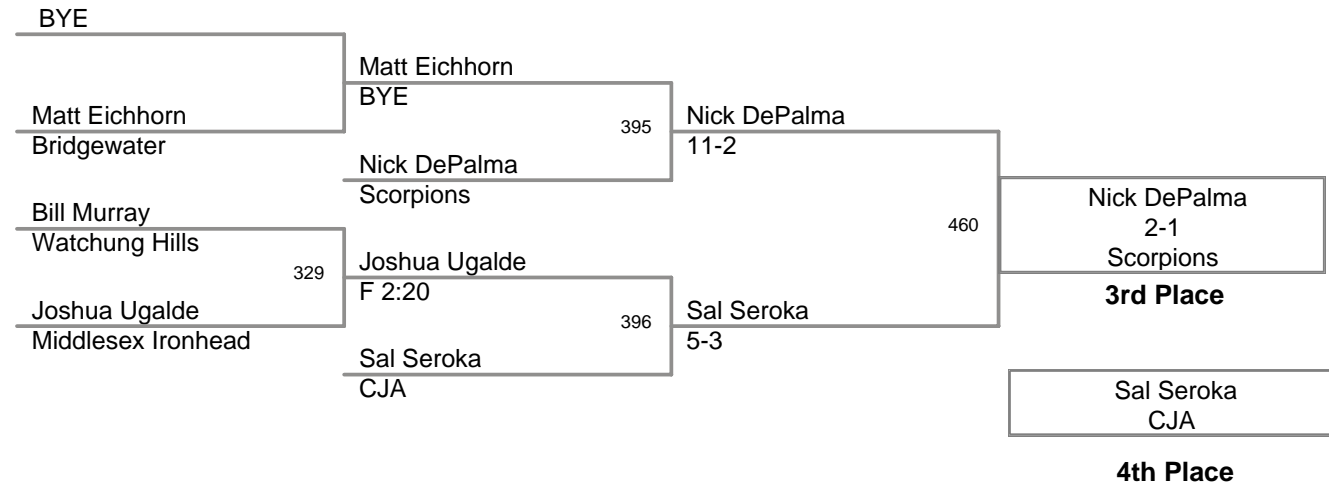 BYE
Matt Eichhorn
Bridgewater
Bill Murray
Watchung Hills
329
Joshua Ugalde
Middlesex Ironhead
Matt Eichhorn
BYE
395
Nick DePalma
Scorpions
Joshua Ugalde
F 2:20
396
Sal Seroka
CJA
Nick DePalma
11-2
460
Sal Seroka
5-3
Nick DePalma
2-1
Scorpions
3rd Place
Sal Seroka
CJA
4th Place